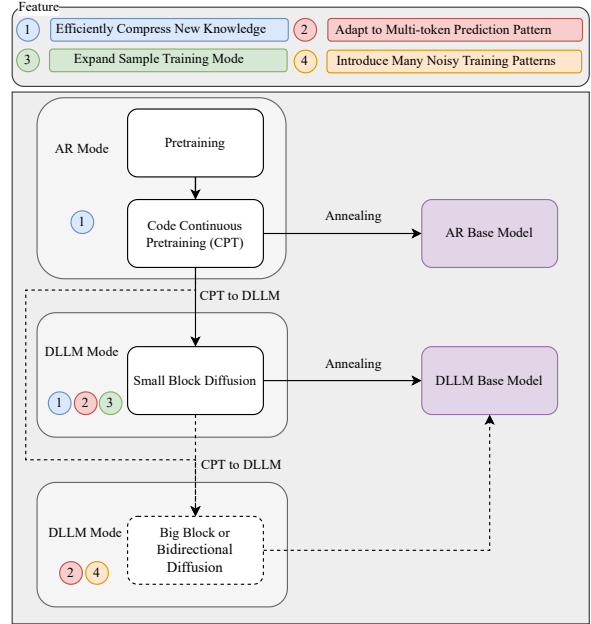 Feature
1 Efficiently Compress New Knowledge
2 Adapt to Multi-token Prediction Pattern
3 Expand Sample Training Mode
4 Introduce Many Noisy Training Patterns
AR Mode
Pretraining
1
Code Continuous
Pretraining (CPT)
Annealing
AR Base Model
CPT to DLLM
DLLM Mode
Small Block Diffusion
1 2 3
Annealing
DLLM Base Model
CPT to DLLM
DLLM Mode
Big Block or
Bidirectional
Diffusion
2 4